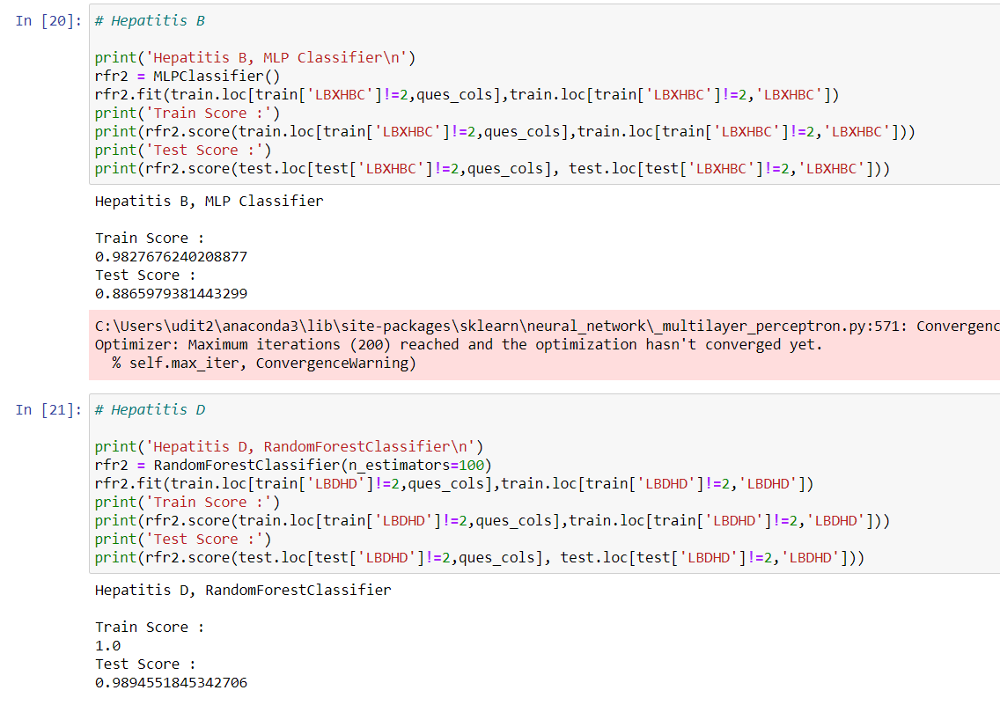 In [20]: # Hepatitis B
print('Hepatitis B, MLP Classifier\n')
rfr2 = MLPClassifier()
rfr2.fit(train.loc[train['LBXHBC']!=2,ques_cols],train.loc[train['LBXHBC']!=2,'LBXHBC'])
print('Train Score :')
print(rfr2.score(train.loc[train['LBXHBC']!=2,ques_cols],train.loc[train['LBXHBC']!=2,'LBXHBC']))
print('Test Score :')
print(rfr2.score(test.loc[test['LBXHBC']!=2,ques_cols], test.loc[test['LBXHBC']!=2,'LBXHBC']))
Hepatitis B, MLP Classifier
Train Score :
0.9827676240208877
Test Score :
0.8865979381443299
C:\Users\udit2\anaconda3\lib\site-packages\sklearn\neural_network\_multilayer_perceptron.py:571: Convergenc
Optimizer: Maximum iterations (200) reached and the optimization hasn't converged yet.
% self.max_iter, ConvergenceWarning)
In [21]: # Hepatitis D
print('Hepatitis D, RandomForestClassifier\n')
rfr2 = RandomForestClassifier(n_estimators=100)
rfr2.fit(train.loc[train['LBDHD']!=2,ques_cols],train.loc[train['LBDHD']!=2,'LBDHD'])
print('Train Score :')
print(rfr2.score(train.loc[train['LBDHD']!=2,ques_cols],train.loc[train['LBDHD']!=2,'LBDHD']))
print('Test Score :')
print(rfr2.score(test.loc[test['LBDHD']!=2,ques_cols], test.loc[test['LBDHD']!=2,'LBDHD']))
Hepatitis D, RandomForestClassifier
Train Score :
1.0
Test Score :
0.9894551845342706